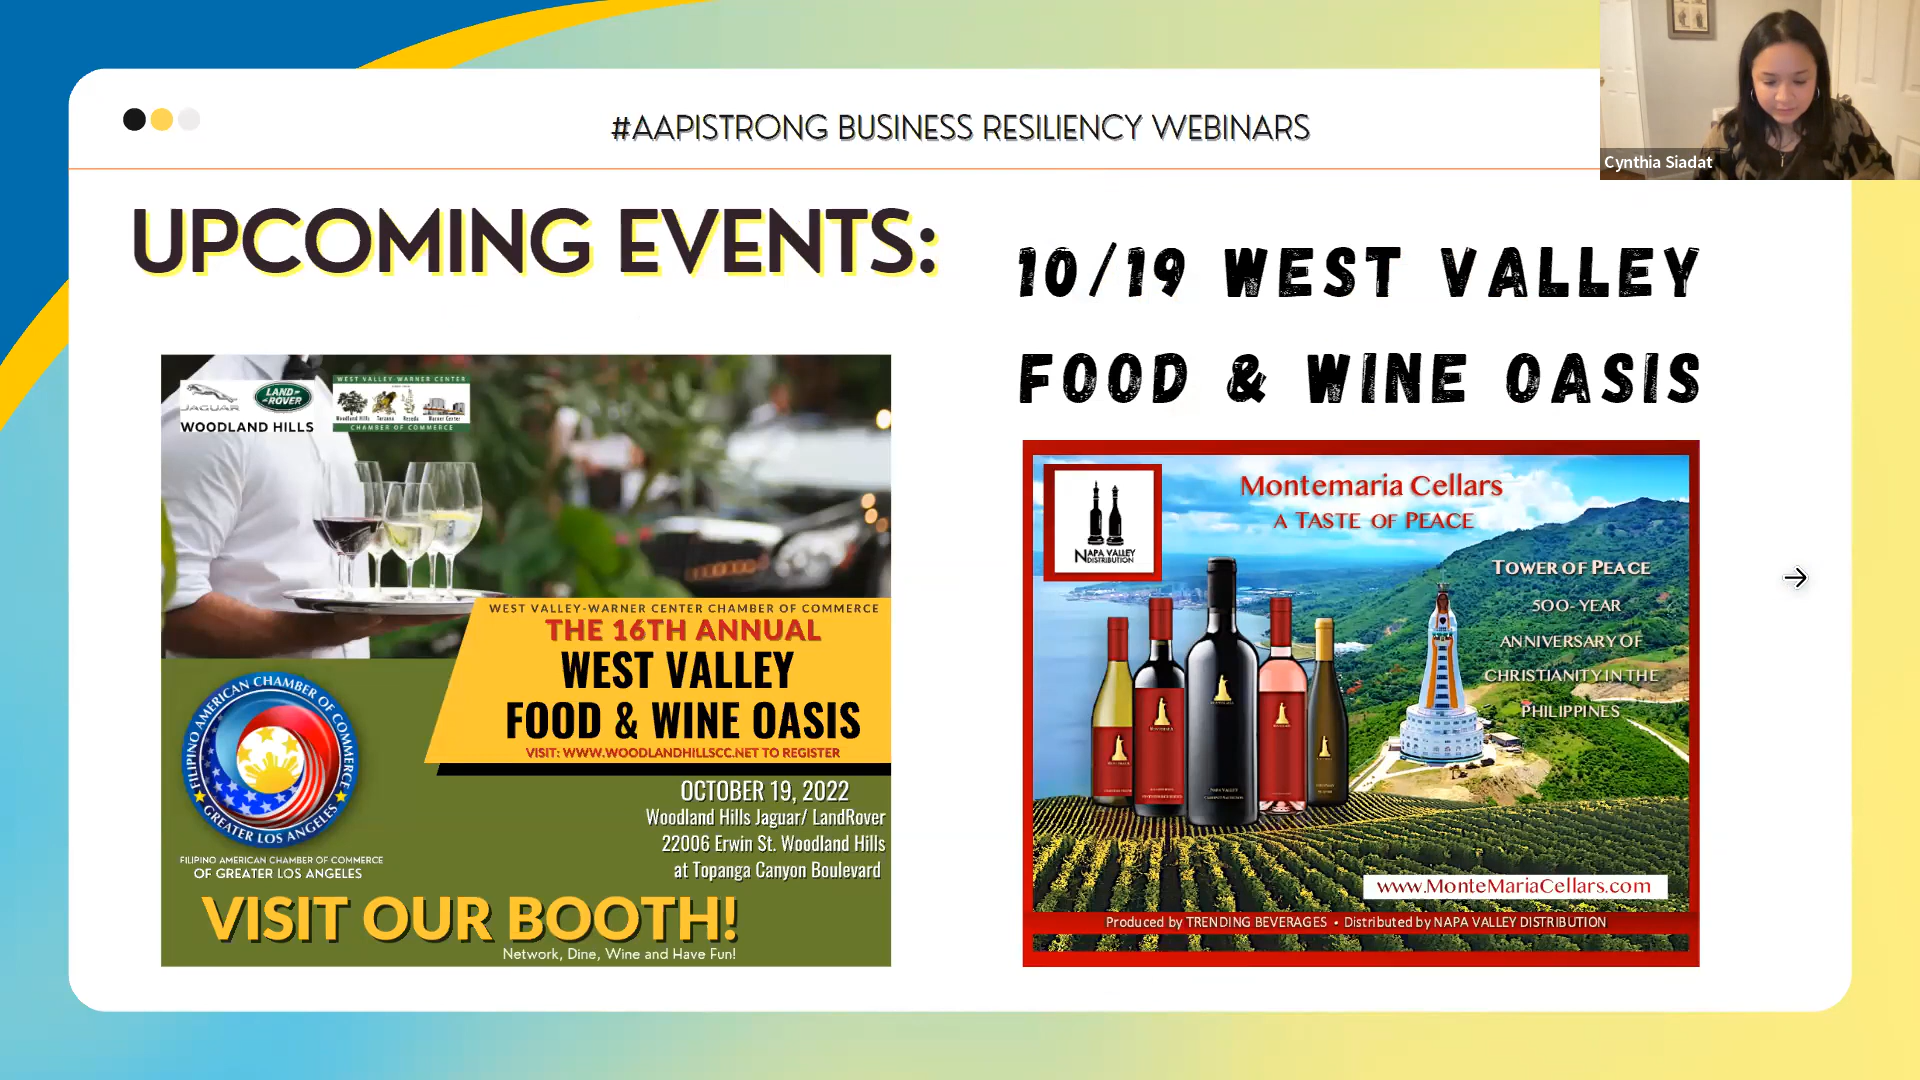 #AAPISTRONG BUSINESS RESILIENCY WEBINARS
Cynthia Siadat
UPCOMING EVENTS:
10/19 WEST VALLEY
FOOD & WINE OASIS
JAGUAR
LAND ROVER
WOODLAND HILLS
WEST VALLEY WARNER CENTER
Woodland Hills Tarzana Reseda Warner Center
CHAMBER OF COMMERCE
WEST VALLEY-WARNER CENTER CHAMBER OF COMMERCE
THE 16TH ANNUAL
WEST VALLEY
FOOD & WINE OASIS
VISIT: WWW.WOODLANDHILLSCC.NET TO REGISTER
OCTOBER 19, 2022
Woodland Hills Jaguar/ LandRover
22006 Erwin St. Woodland Hills
at Topanga Canyon Boulevard
FILIPINO AMERICAN CHAMBER OF COMMERCE
GREATER LOS ANGELES
FILIPINO AMERICAN CHAMBER OF COMMERCE
OF GREATER LOS ANGELES
VISIT OUR BOOTH!
Network, Dine, Wine and Have Fun!
NAPA VALLEY
DISTRIBUTION
Montemaria Cellars
A TASTE OF PEACE
TOWER OF PEACE
500-YEAR
ANNIVERSARY OF
CHRISTIANITY IN THE
PHILIPPINES
www.MonteMariaCellars.com
Produced by TRENDING BEVERAGES • Distributed by NAPA VALLEY DISTRIBUTION